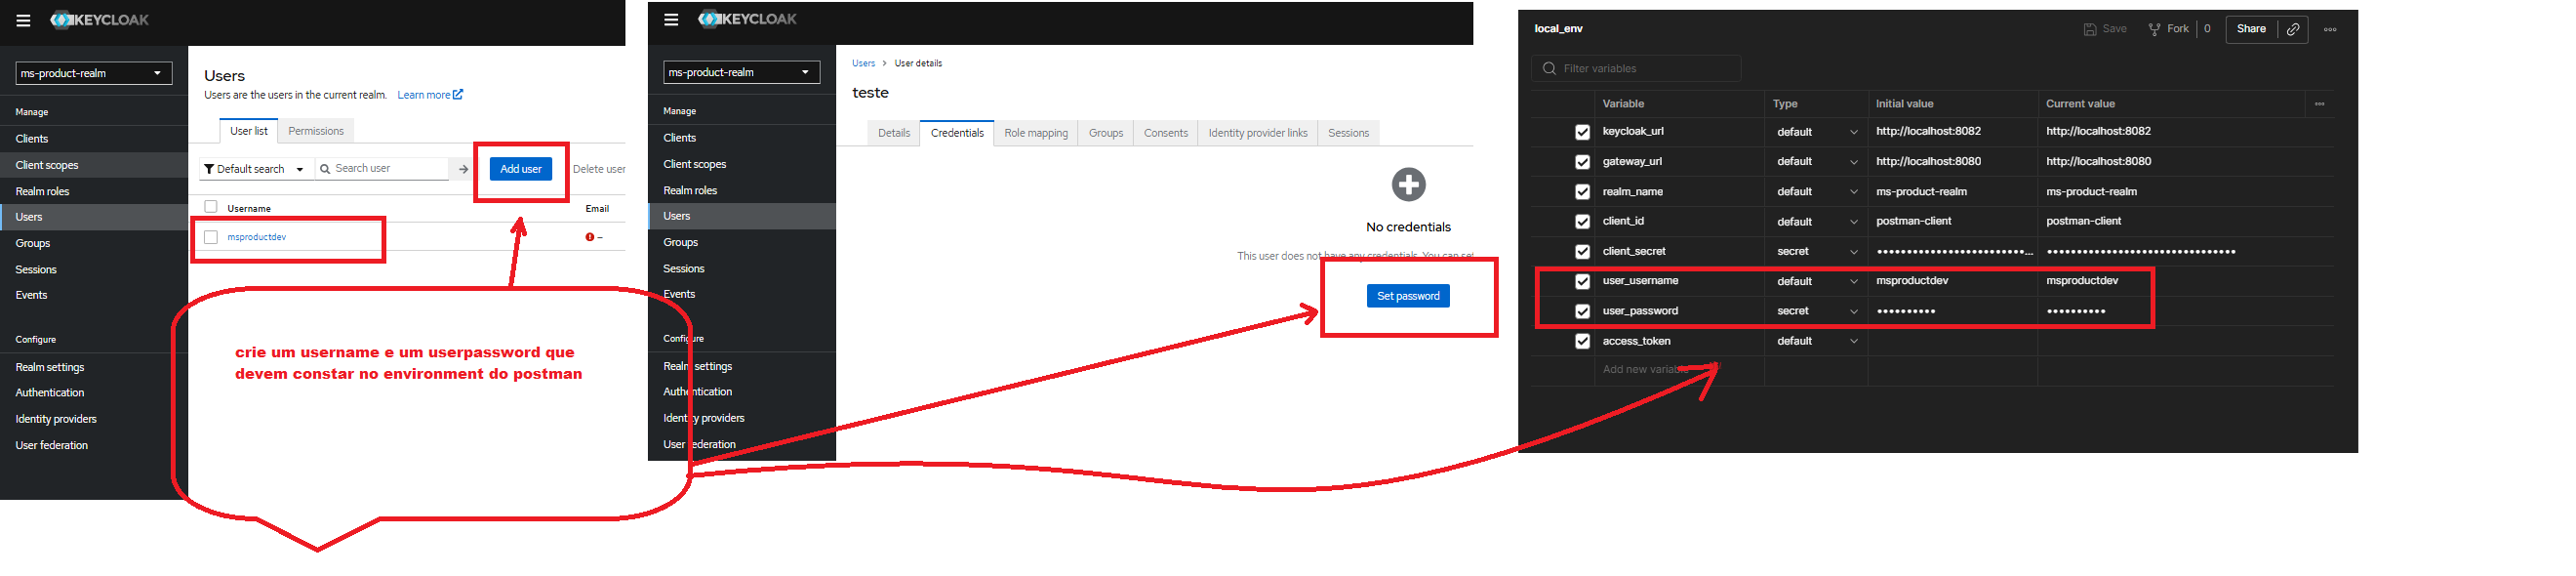 KEYCLOAK
ms-product-realm
Manage
Clients
Client scopes
Realm roles
Users
Groups
Sessions
Events
Configure
Realm settings
Authentication
Identity providers
User federation
Users
Users are the users in the current realm. Learn more
User list Permissions
Default search Search user Add user Delete user
Username Email
msproductdev –
crie um username e um userpassword que
devem constar no environment do postman
KEYCLOAK
ms-product-realm
Manage
Clients
Client scopes
Realm roles
Users
Groups
Sessions
Events
Configure
Realm settings
Authentication
Identity providers
User federation
Users > User details
teste
Details Credentials Role mapping Groups Consents Identity provider links Sessions
No credentials
This user does not have any credentials. You can set
Set password
local_env Save Fork 0 Share
Filter variables
Variable Type Initial value Current value
keycloak_url default http://localhost:8082 http://localhost:8082
gateway_url default http://localhost:8080 http://localhost:8080
realm_name default ms-product-realm ms-product-realm
client_id default postman-client postman-client
client_secret secret
user_username default msproductdev msproductdev
user_password secret
access_token default
Add new variable